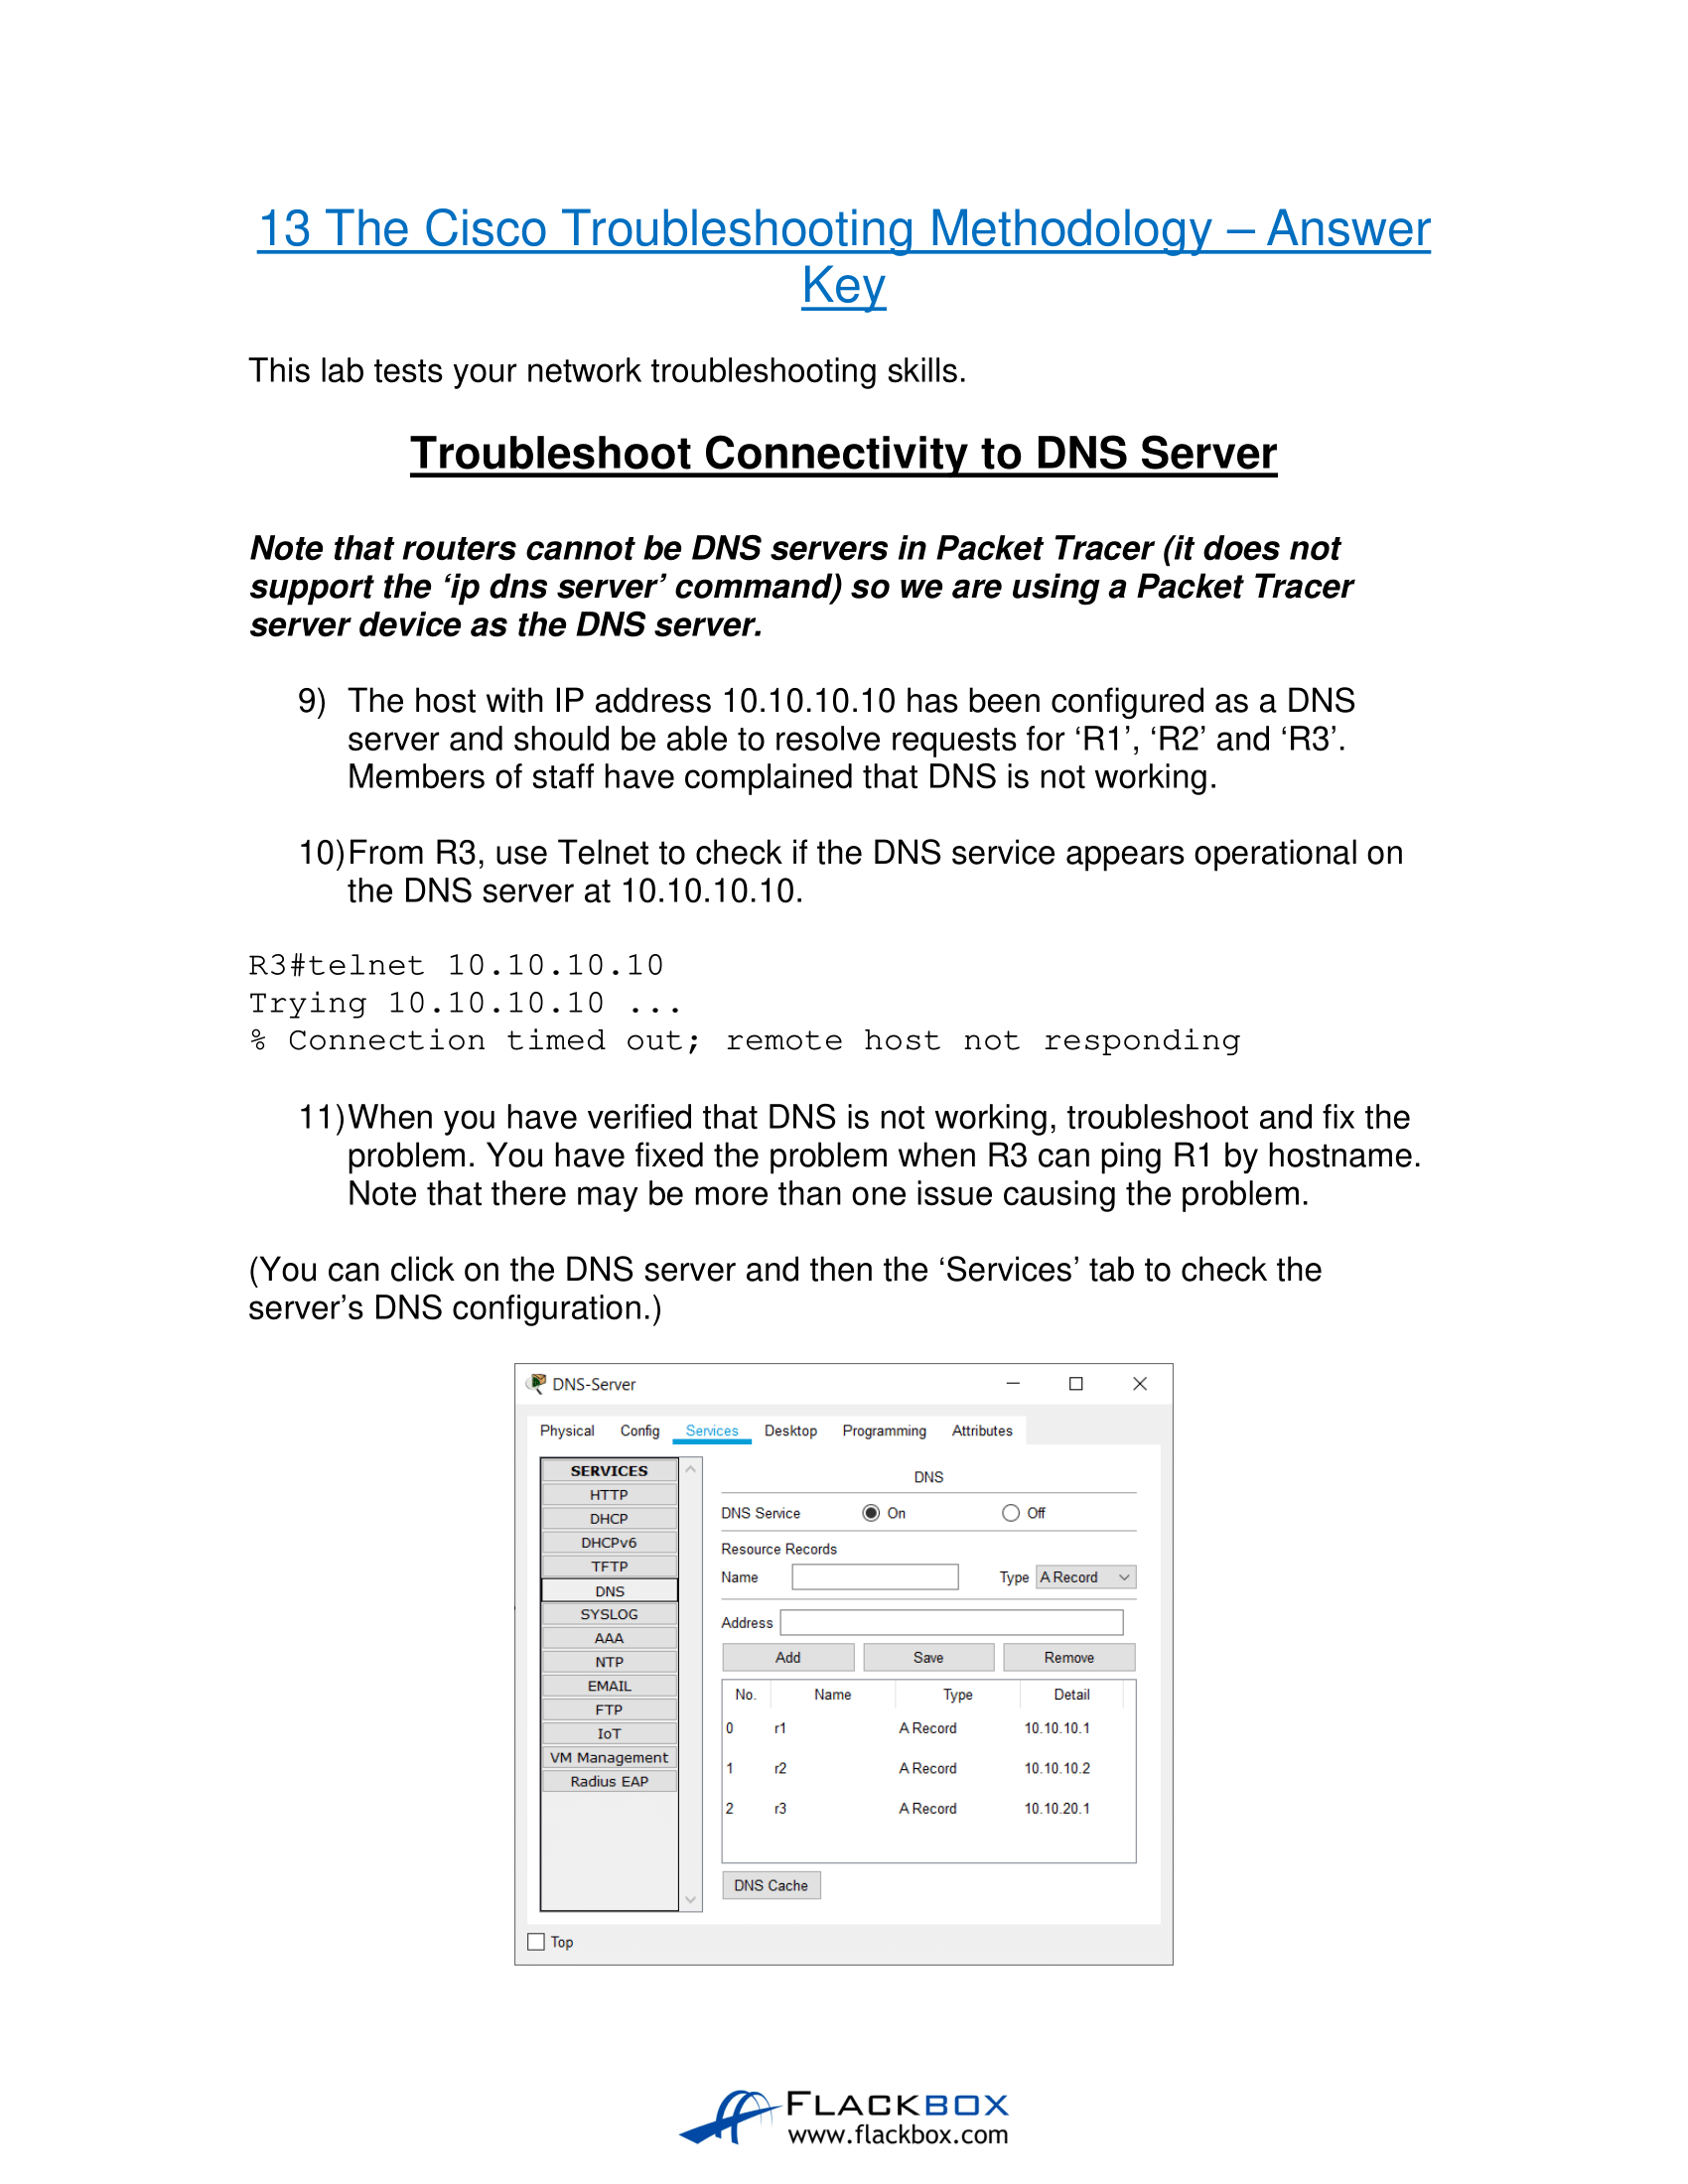 13 The Cisco Troubleshooting Methodology – Answer
Key
This lab tests your network troubleshooting skills.
Troubleshoot Connectivity to DNS Server
Note that routers cannot be DNS servers in Packet Tracer (it does not
support the ‘ip dns server’ command) so we are using a Packet Tracer
server device as the DNS server.
9) The host with IP address 10.10.10.10 has been configured as a DNS
server and should be able to resolve requests for ‘R1’, ‘R2’ and ‘R3’.
Members of staff have complained that DNS is not working.
10)From R3, use Telnet to check if the DNS service appears operational on
the DNS server at 10.10.10.10.
R3#telnet 10.10.10.10
Trying 10.10.10.10 ...
% Connection timed out; remote host not responding
11)When you have verified that DNS is not working, troubleshoot and fix the
problem. You have fixed the problem when R3 can ping R1 by hostname.
Note that there may be more than one issue causing the problem.
(You can click on the DNS server and then the ‘Services’ tab to check the
server’s DNS configuration.)
DNS-Server
Physical Config Services Desktop Programming Attributes
SERVICES
HTTP
DHCP
DHCPv6
TFTP
DNS
SYSLOG
AAA
NTP
EMAIL
FTP
IoT
VM Management
Radius EAP
DNS
DNS Service On Off
Resource Records
Name Type A Record
Address
Add Save Remove
No. Name Type Detail
0 r1 A Record 10.10.10.1
1 r2 A Record 10.10.10.2
2 r3 A Record 10.10.20.1
DNS Cache
Top
FLACKBOX
www.flackbox.com